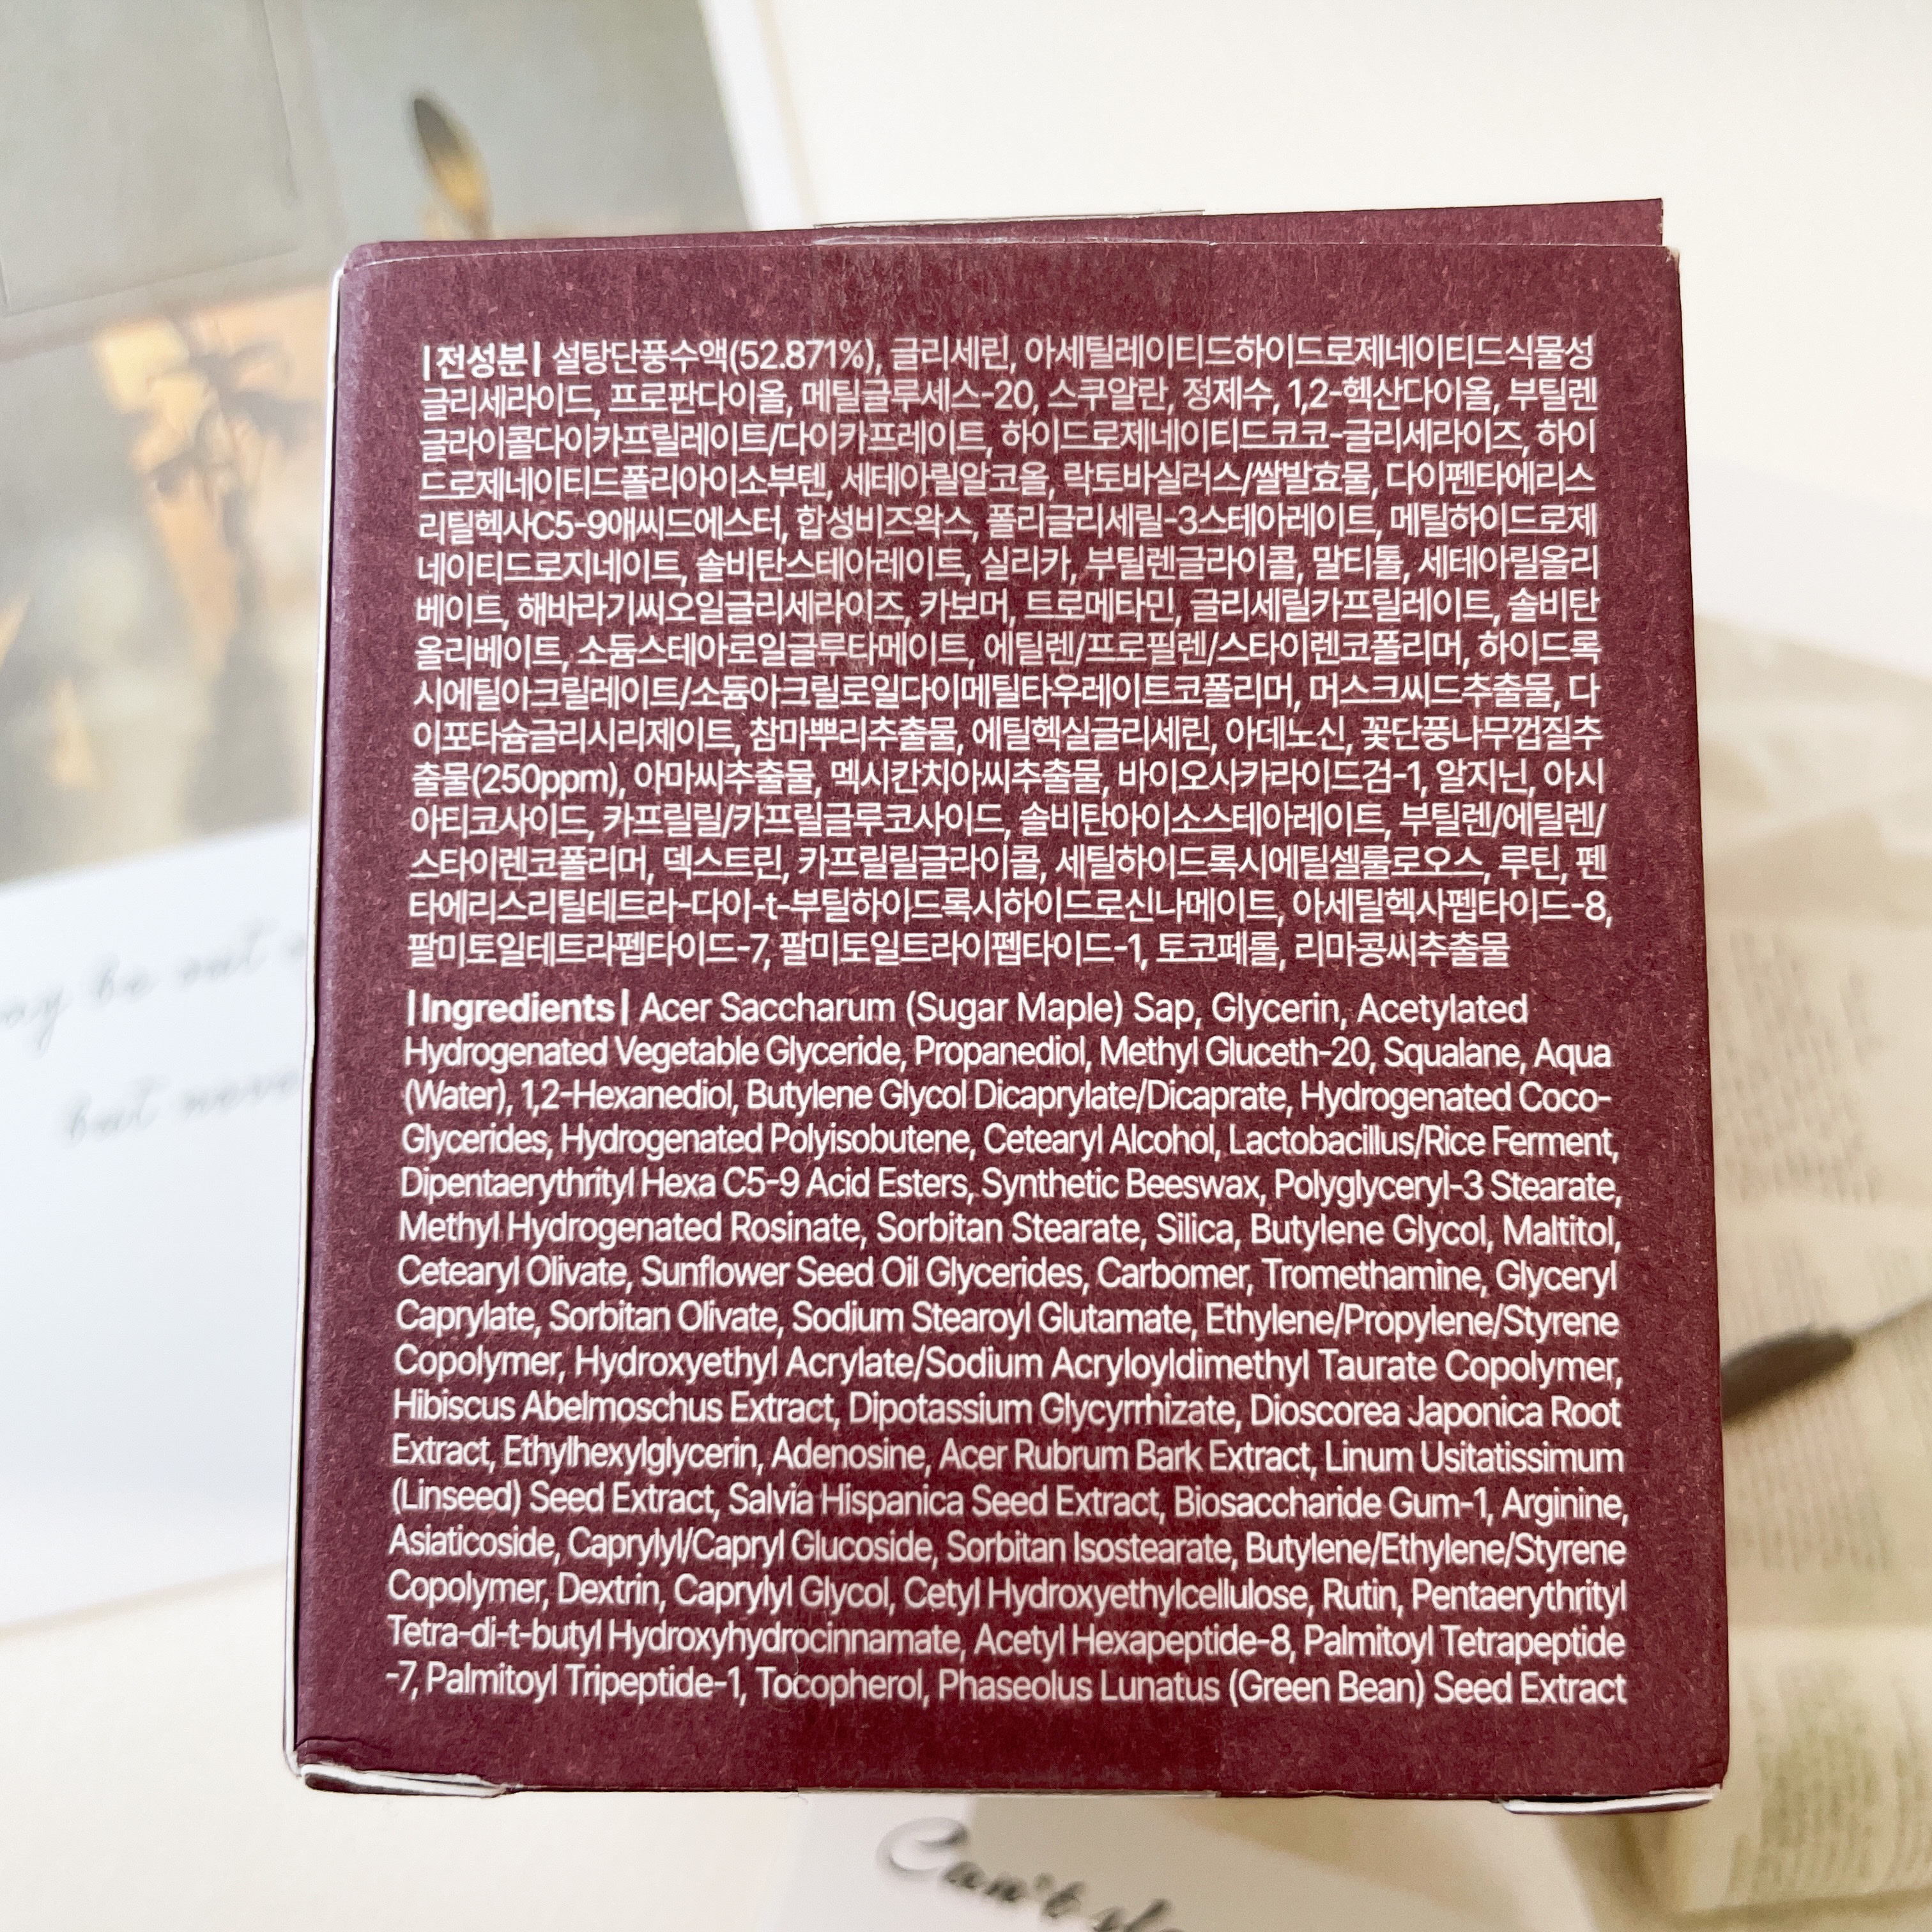 |전성분| 설탕단풍수액(52.871%), 글리세린, 아세틸레이티드하이드로제네이티드식물성
글리세라이드, 프로판다이올, 메틸글루세스-20, 스쿠알란, 정제수, 1,2-헥산다이올, 부틸렌
글라이콜다이카프릴레이트/다이카프레이트, 하이드로제네이티드코코-글리세라이즈, 하이
드로제네이티드폴리아이소부텐, 세테아릴알코올, 락토바실러스/쌀발효물, 다이펜타에리스
리틸헥사C5-9애씨드에스터, 합성비즈왁스, 폴리글리세릴-3스테아레이트, 메틸하이드로제
네이티드로지네이트, 솔비탄스테아레이트, 실리카, 부틸렌글라이콜, 말티톨, 세테아릴올리
베이트, 해바라기씨오일글리세라이즈, 카보머, 트로메타민, 글리세릴카프릴레이트, 솔비탄
올리베이트, 소듐스테아로일글루타메이트, 에틸렌/프로필렌/스타이렌코폴리머, 하이드록
시에틸아크릴레이트/소듐아크릴로일다이메틸타우레이트코폴리머, 머스크씨드추출물, 다
이포타슘글리시리제이트, 참마뿌리추출물, 에틸헥실글리세린, 아데노신, 꽃단풍나무껍질추
출물(250ppm), 아마씨추출물, 멕시칸치아씨추출물, 바이오사카라이드검-1, 알지닌, 아시
아티코사이드, 카프릴릴/카프릴글루코사이드, 솔비탄아이소스테아레이트, 부틸렌/에틸렌/
스타이렌코폴리머, 덱스트린, 카프릴릴글라이콜, 세틸하이드록시에틸셀룰로오스, 루틴, 펜
타에리스리틸테트라-다이-t-부틸하이드록시하이드로신나메이트, 아세틸헥사펩타이드-8,
팔미토일테트라펩타이드-7, 팔미토일트라이펩타이드-1, 토코페롤, 리마콩씨추출물
|Ingredients| Acer Saccharum (Sugar Maple) Sap, Glycerin, Acetylated
Hydrogenated Vegetable Glyceride, Propanediol, Methyl Gluceth-20, Squalane, Aqua
(Water), 1,2-Hexanediol, Butylene Glycol Dicaprylate/Dicaprate, Hydrogenated Coco-
Glycerides, Hydrogenated Polyisobutene, Cetearyl Alcohol, Lactobacillus/Rice Ferment,
Dipentaerythrityl Hexa C5-9 Acid Esters, Synthetic Beeswax, Polyglyceryl-3 Stearate,
Methyl Hydrogenated Rosinate, Sorbitan Stearate, Silica, Butylene Glycol, Maltitol,
Cetearyl Olivate, Sunflower Seed Oil Glycerides, Carbomer, Tromethamine, Glyceryl
Caprylate, Sorbitan Olivate, Sodium Stearoyl Glutamate, Ethylene/Propylene/Styrene
Copolymer, Hydroxyethyl Acrylate/Sodium Acryloyldimethyl Taurate Copolymer,
Hibiscus Abelmoschus Extract, Dipotassium Glycyrrhizate, Dioscorea Japonica Root
Extract, Ethylhexylglycerin, Adenosine, Acer Rubrum Bark Extract, Linum Usitatissimum
(Linseed) Seed Extract, Salvia Hispanica Seed Extract, Biosaccharide Gum-1, Arginine,
Asiaticoside, Caprylyl/Capryl Glucoside, Sorbitan Isostearate, Butylene/Ethylene/Styrene
Copolymer, Dextrin, Caprylyl Glycol, Cetyl Hydroxyethylcellulose, Rutin, Pentaerythrityl
Tetra-di-t-butyl Hydroxyhydrocinnamate, Acetyl Hexapeptide-8, Palmitoyl Tetrapeptide
-7, Palmitoyl Tripeptide-1, Tocopherol, Phaseolus Lunatus (Green Bean) Seed Extract
Can't